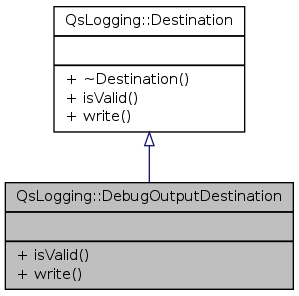 QsLogging::Destination
+ ~Destination()
+ isValid()
+ write()
QsLogging::DebugOutputDestination
+ isValid()
+ write()